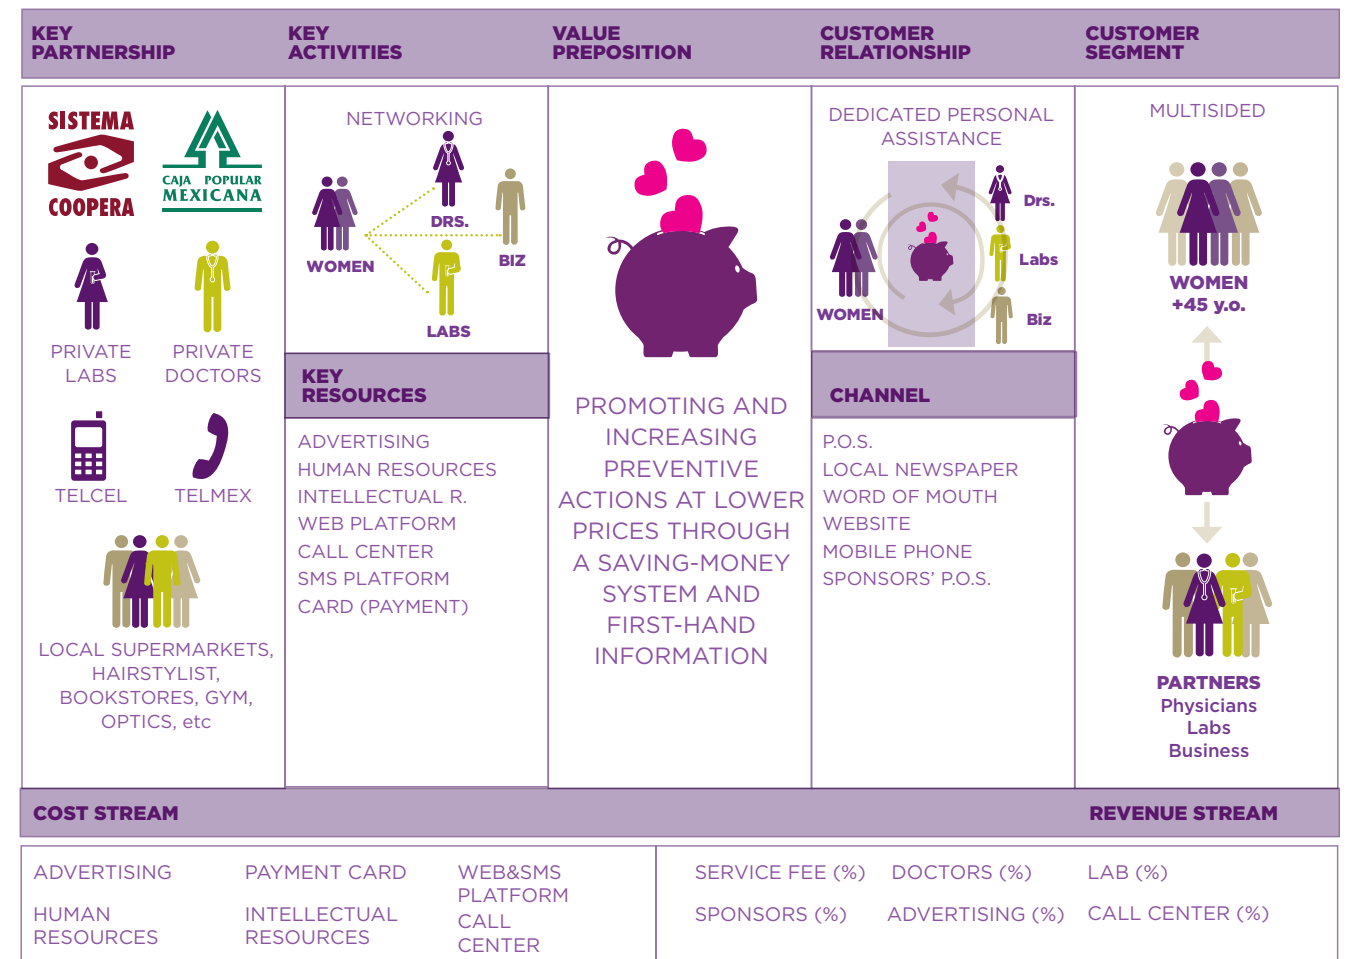 KEY
PARTNERSHIP
KEY
ACTIVITIES
VALUE
PREPOSITION
CUSTOMER
RELATIONSHIP
CUSTOMER
SEGMENT
SISTEMA
COOPERA
CAJA POPULAR
MEXICANA
PRIVATE
LABS
PRIVATE
DOCTORS
TELCEL
TELMEX
LOCAL SUPERMARKETS,
HAIRSTYLIST,
BOOKSTORES, GYM,
OPTICS, etc
NETWORKING
WOMEN
DRS.
BIZ
LABS
KEY
RESOURCES
ADVERTISING
HUMAN RESOURCES
INTELLECTUAL R.
WEB PLATFORM
CALL CENTER
SMS PLATFORM
CARD (PAYMENT)
PROMOTING AND
INCREASING
PREVENTIVE
ACTIONS AT LOWER
PRICES THROUGH
A SAVING-MONEY
SYSTEM AND
FIRST-HAND
INFORMATION
DEDICATED PERSONAL
ASSISTANCE
WOMEN
Drs.
Labs
Biz
CHANNEL
P.O.S.
LOCAL NEWSPAPER
WORD OF MOUTH
WEBSITE
MOBILE PHONE
SPONSORS' P.O.S.
MULTISIDED
WOMEN
+45 y.o.
PARTNERS
Physicians
Labs
Business
COST STREAM
REVENUE STREAM
ADVERTISING
HUMAN
RESOURCES
PAYMENT CARD
INTELLECTUAL
RESOURCES
WEB&SMS
PLATFORM
CALL
CENTER
SERVICE FEE (%)
DOCTORS (%)
LAB (%)
SPONSORS (%)
ADVERTISING (%)
CALL CENTER (%)